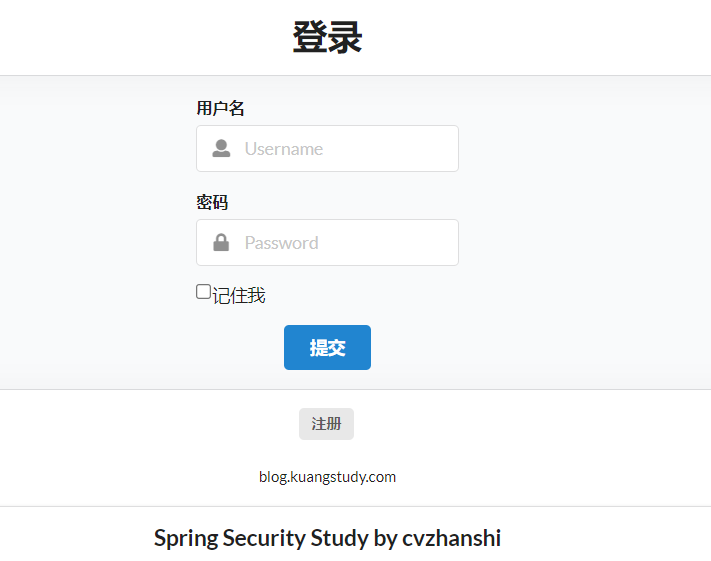 登录
用户名
Username
密码
Password
记住我
提交
注册
blog.kuangstudy.com
Spring Security Study by cvzhanshi